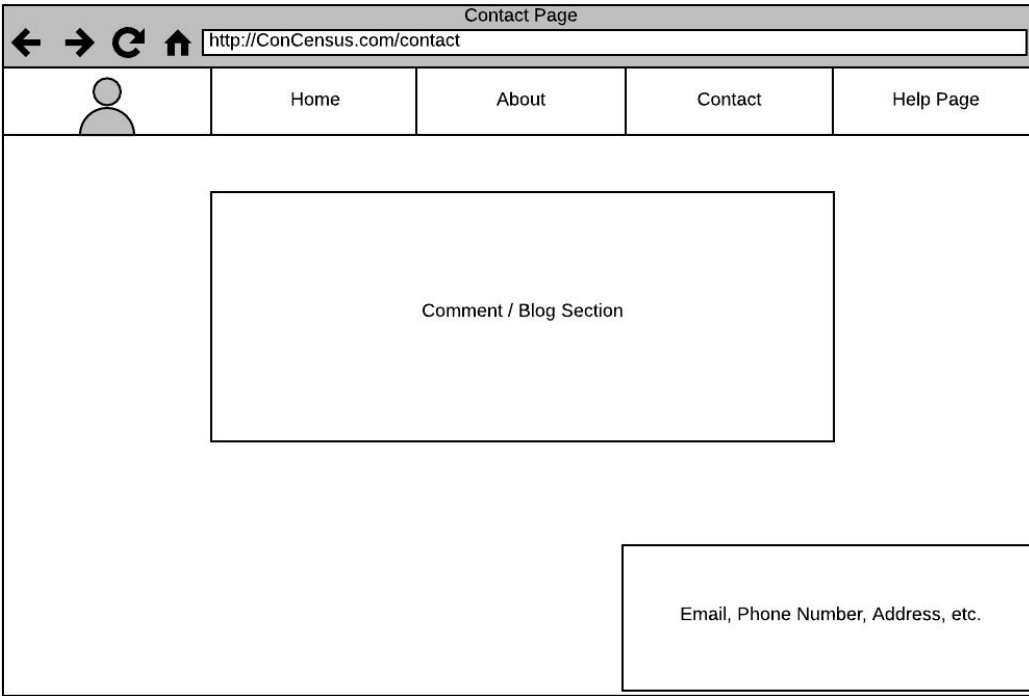 Contact Page
http://ConCensus.com/contact
Home
About
Contact
Help Page
Comment / Blog Section
Email, Phone Number, Address, etc.